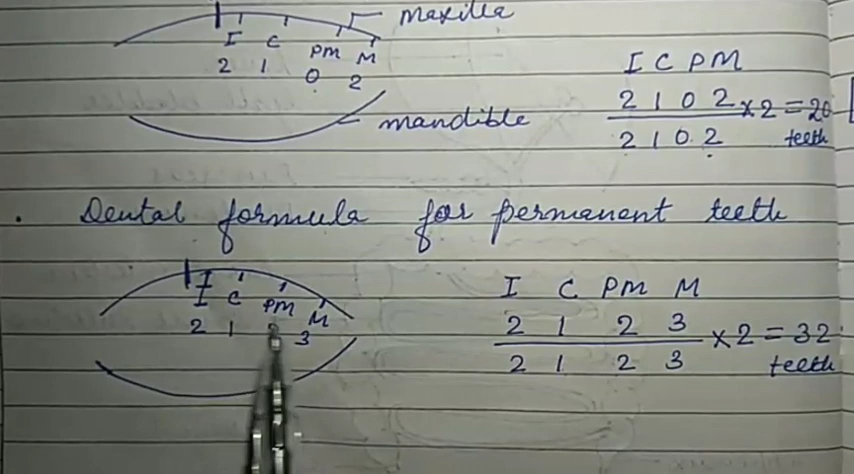 maxilla
I C PM M
2 1 0 2
I C P M
2 1 0 2 × 2 = 20
2 1 0 2 teeth
mandible
. Dental formula for permanent teeth
I
I C PM M
2 1 2 3
I C PM M
2 1 2 3 × 2 = 32
2 1 2 3 teeth